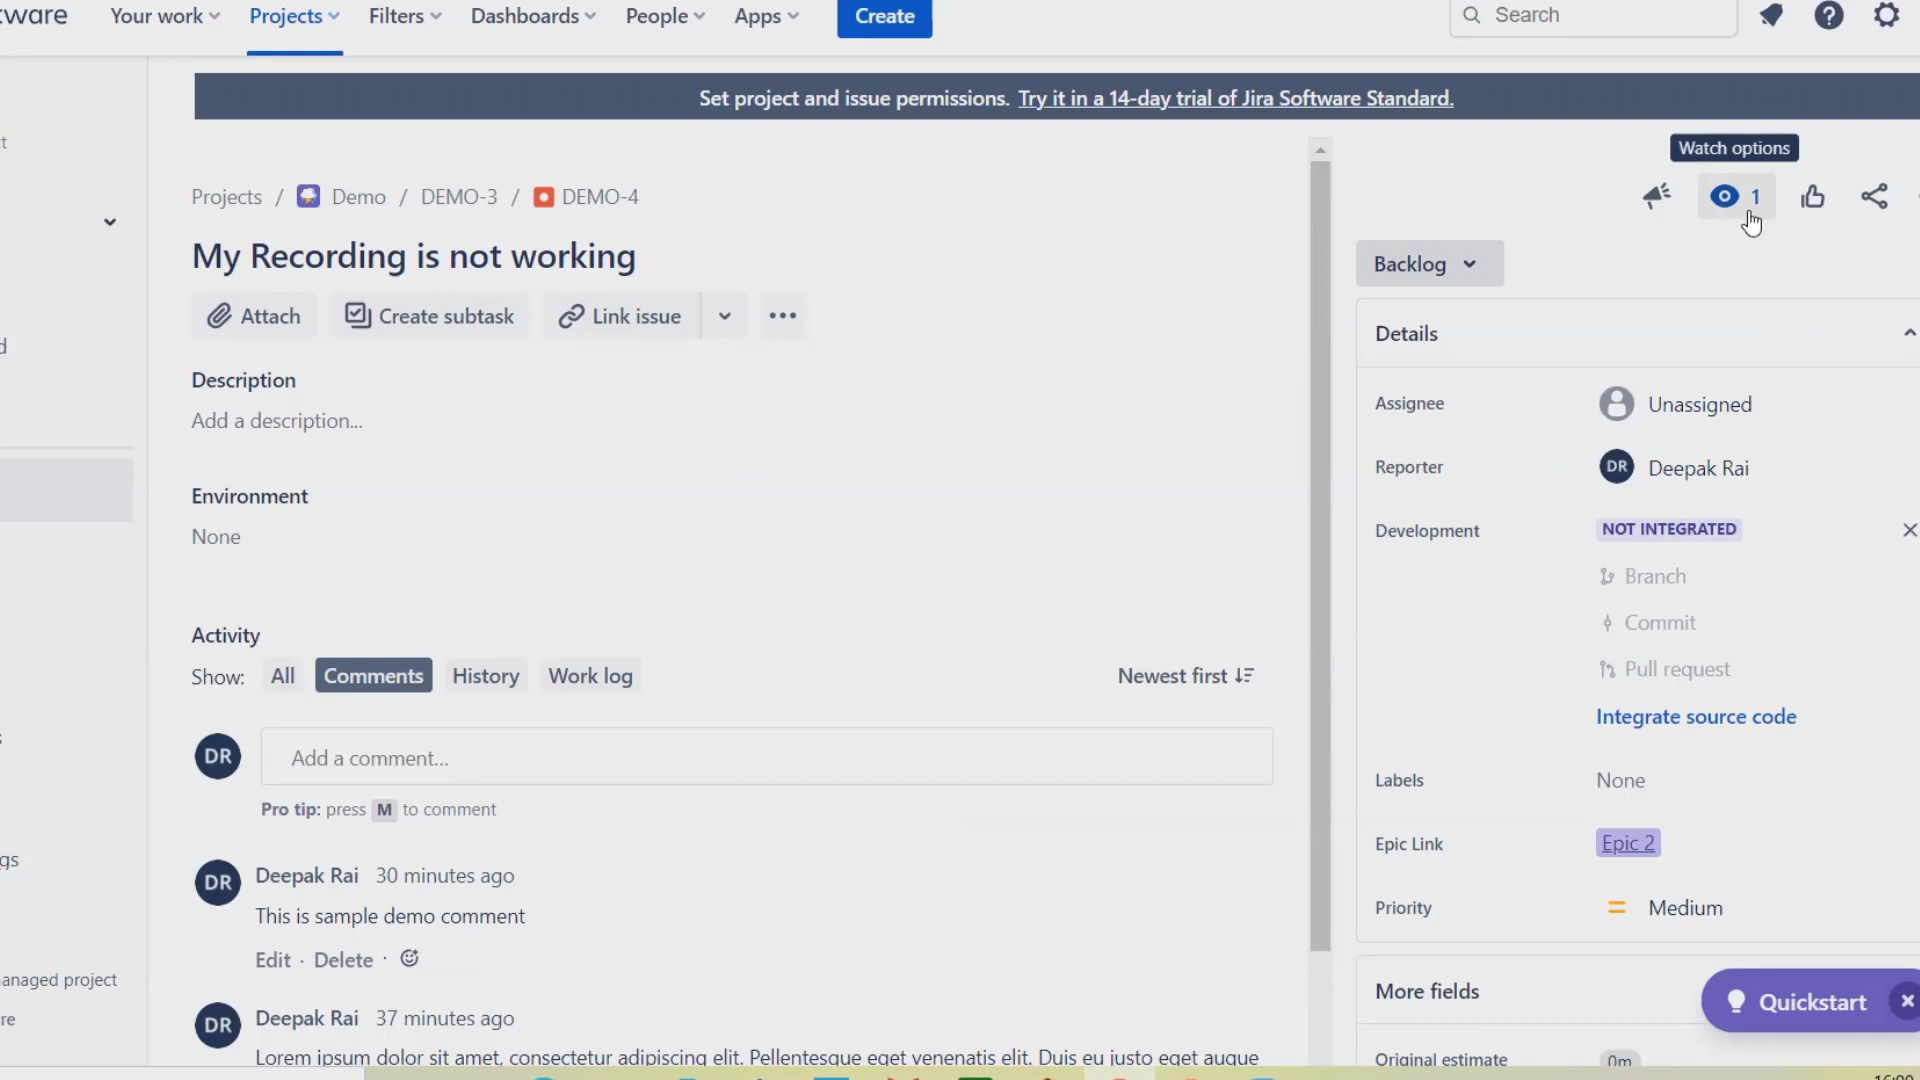 Your work Projects Filters Dashboards People Apps Create Search
Set project and issue permissions. Try it in a 14-day trial of Jira Software Standard.
Watch options
Projects / Demo / DEMO-3 / DEMO-4
1
My Recording is not working
Backlog
Attach Create subtask Link issue
Details
Description
Add a description...
Assignee Unassigned
Reporter DR Deepak Rai
Environment
None
Development NOT INTEGRATED
Branch
Commit
Pull request
Integrate source code
Activity
Show: All Comments History Work log Newest first
DR Add a comment...
Pro tip: press M to comment
Labels None
Epic Link Epic 2
Priority Medium
DR Deepak Rai 30 minutes ago
This is sample demo comment
Edit · Delete ·
More fields
Quickstart
DR Deepak Rai 37 minutes ago
Lorem ipsum dolor sit amet, consectetur adipiscing elit. Pellentesque eget venenatis elit. Duis eu justo eget augue
Original estimate 0m
managed project